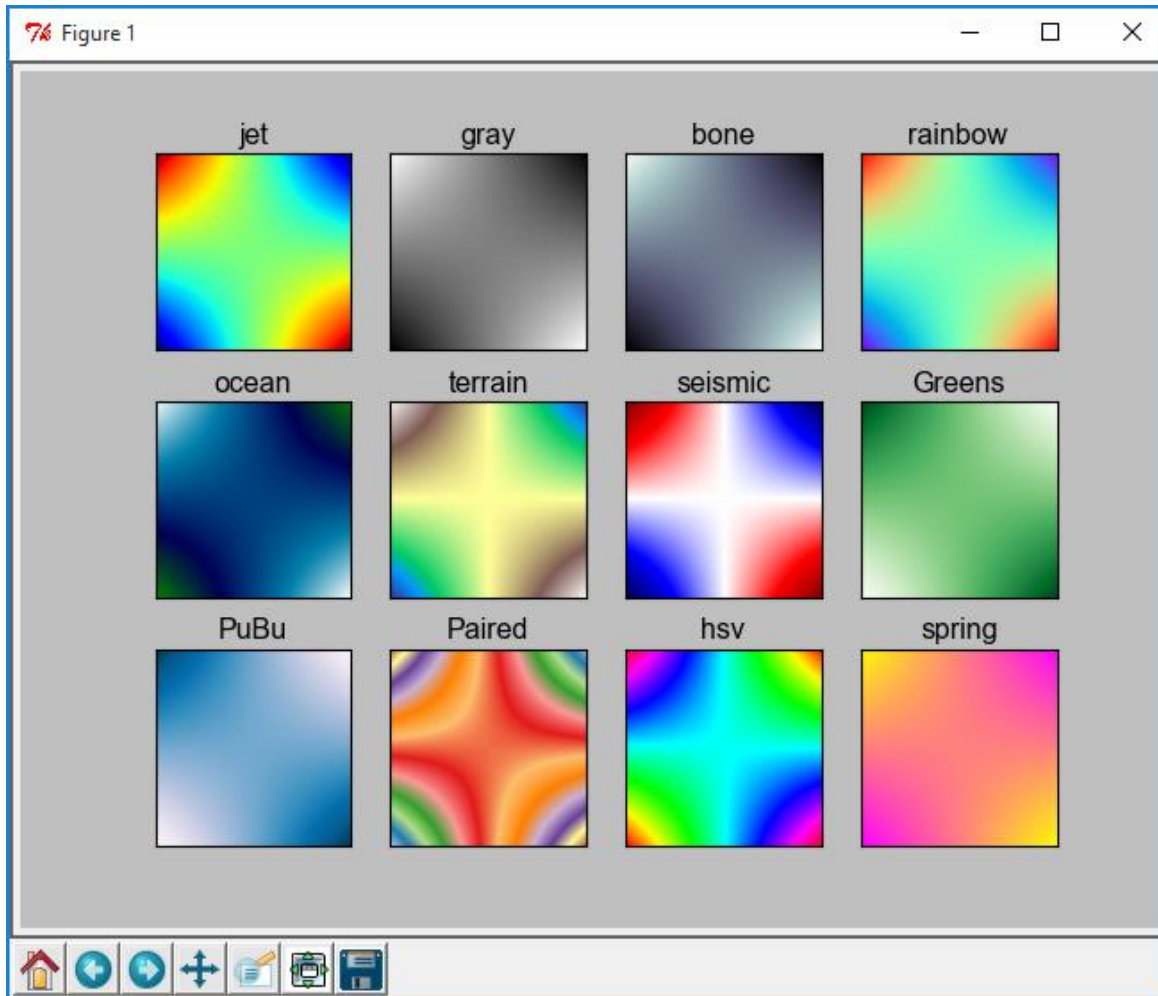 Figure 1
jet gray bone rainbow
ocean terrain seismic Greens
PuBu Paired hsv spring